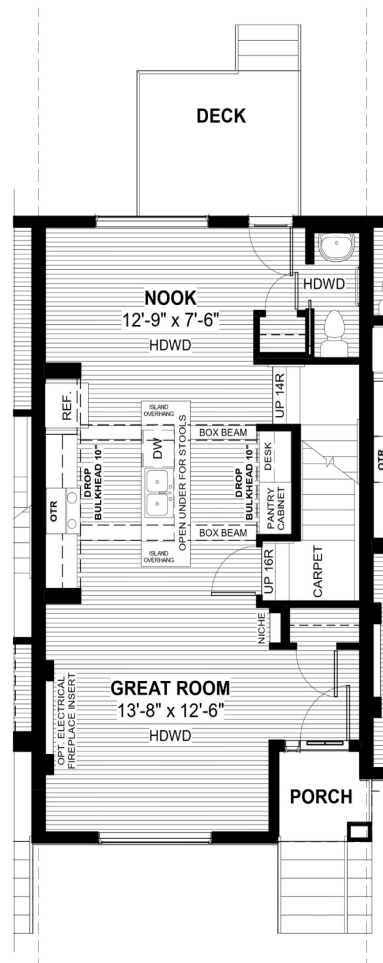 DECK
NOOK
12'-9" x 7'-6"
HDWD
HDWD
REF.
ISLAND
OVERHANG
UP 14R
BOX BEAM
DW
OPEN UNDER FOR STOOLS
DROP
BULKHEAD 10"
DROP
BULKHEAD 10"
DESK
PANTRY
CABINET
OTR
OTR
BOX BEAM
ISLAND
OVERHANG
UP 16R
CARPET
NICHE
GREAT ROOM
13'-8" x 12'-6"
HDWD
OPT. ELECTRICAL
FIREPLACE INSERT
PORCH